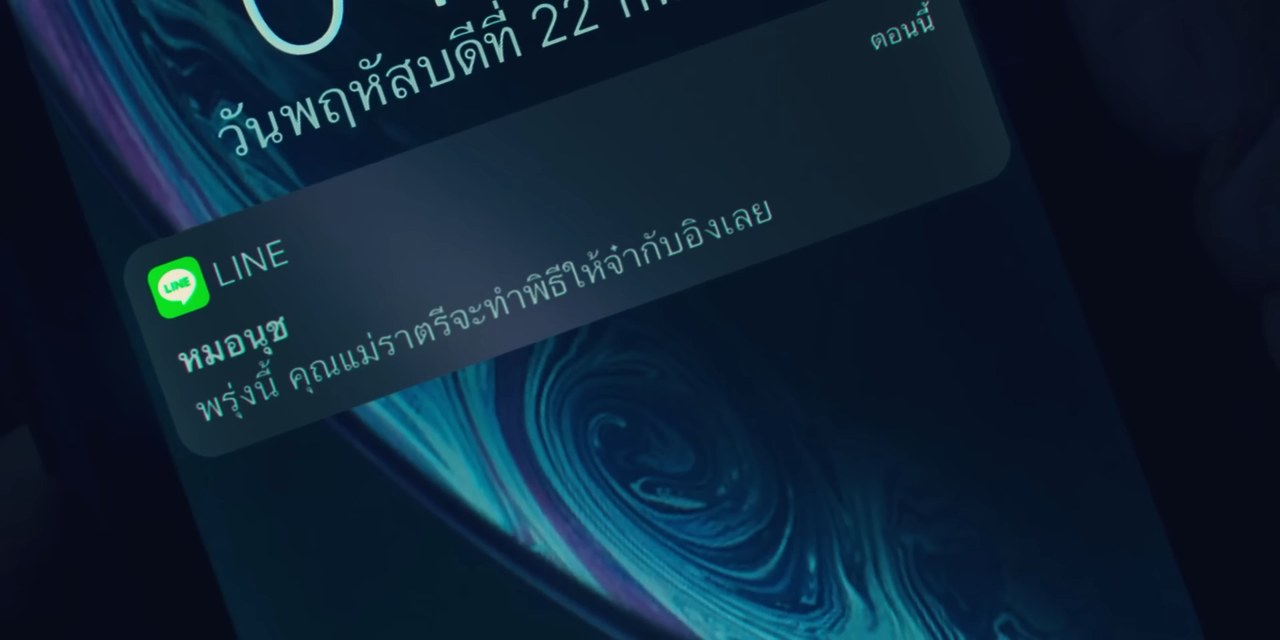 วันพฤหัสบดีที่ 22
ตอนนี้
LINE
LINE
หมอนุช
พรุ่งนี้ คุณแม่ราตรีจะทำพิธีให้จ๋ากับอิงเลย